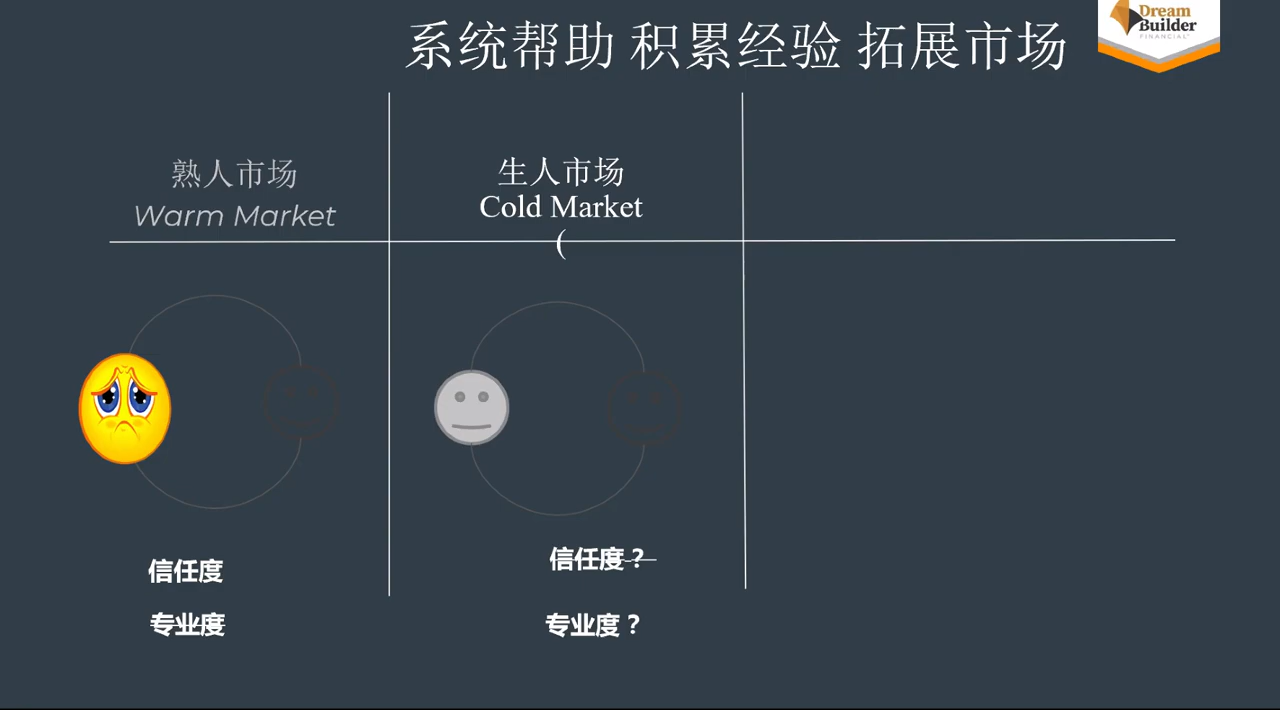 系统帮助 积累经验 拓展市场
Dream
Builder
FINANCIAL
熟人市场
Warm Market
生人市场
Cold Market
(
信任度
专业度
信任度？
专业度？